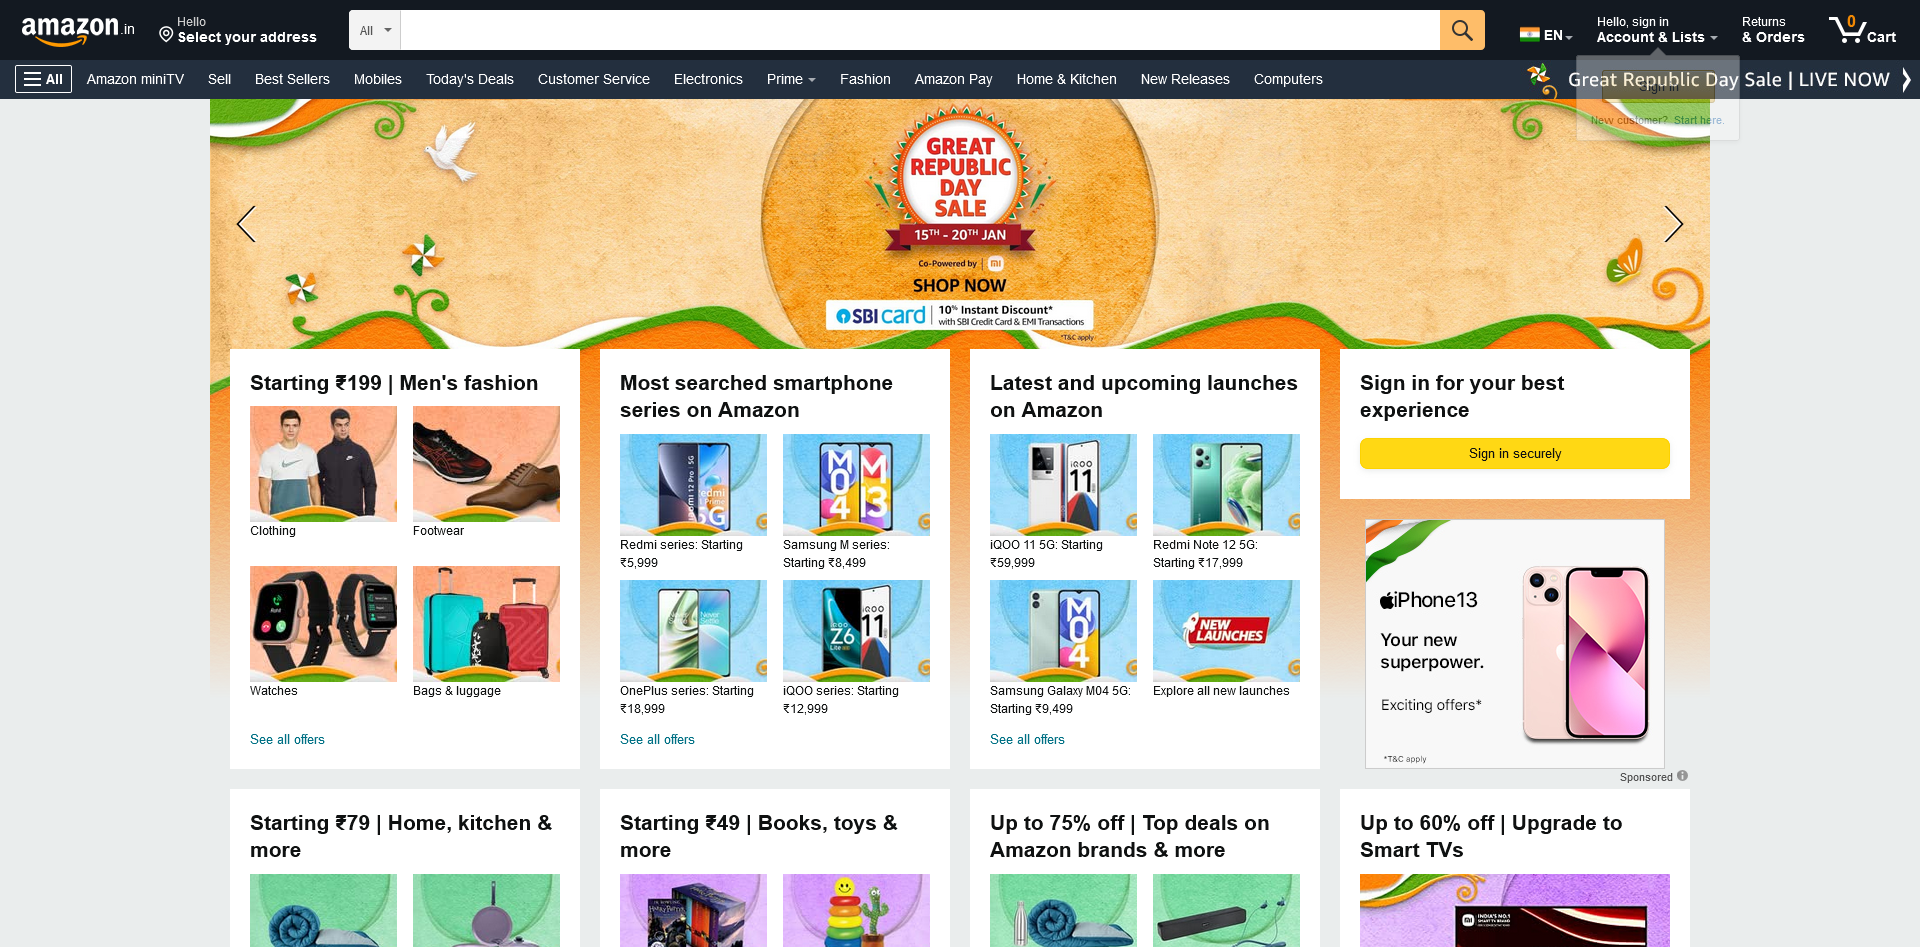 amazon.in
Hello
Select your address
All
EN
Hello, sign in
Account & Lists
Returns
& Orders
0
Cart
All
Amazon miniTV
Sell
Best Sellers
Mobiles
Today's Deals
Customer Service
Electronics
Prime
Fashion
Amazon Pay
Home & Kitchen
New Releases
Computers
Great Republic Day Sale | LIVE NOW
Sign in
New customer? Start here.
GREAT
REPUBLIC
DAY
SALE
15TH - 20TH JAN
Co-Powered by | mi
SHOP NOW
SBI card | 10% Instant Discount*
with SBI Credit Card & EMI Transactions
*T&C apply
Starting ₹199 | Men's fashion
Clothing
Footwear
Watches
Bags & luggage
See all offers
Most searched smartphone
series on Amazon
Redmi series: Starting
₹5,999
Samsung M series:
Starting ₹8,499
OnePlus series: Starting
₹18,999
iQOO series: Starting
₹12,999
See all offers
Latest and upcoming launches
on Amazon
iQOO 11 5G: Starting
₹59,999
Redmi Note 12 5G:
Starting ₹17,999
NEW
LAUNCHES
Samsung Galaxy M04 5G:
Starting ₹9,499
Explore all new launches
See all offers
Sign in for your best
experience
Sign in securely
iPhone13
Your new
superpower.
Exciting offers*
*T&C apply
Sponsored
Starting ₹79 | Home, kitchen &
more
Starting ₹49 | Books, toys &
more
Up to 75% off | Top deals on
Amazon brands & more
Up to 60% off | Upgrade to
Smart TVs